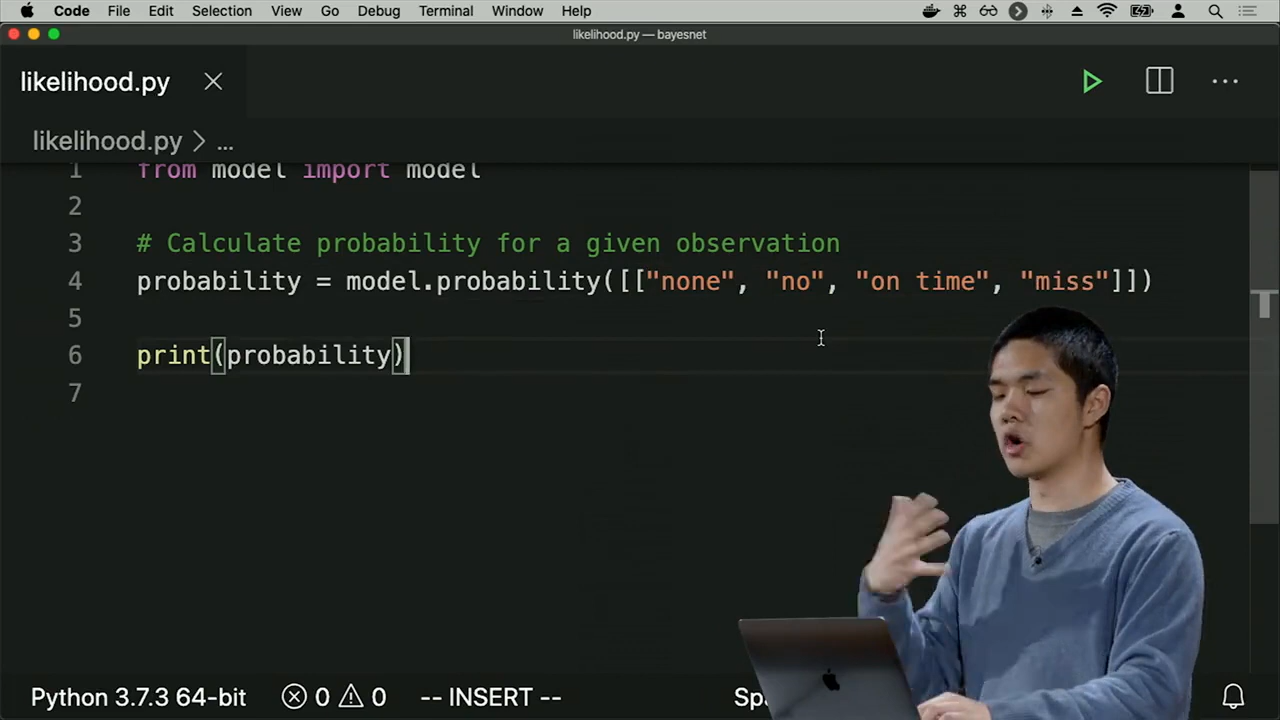 Code File Edit Selection View Go Debug Terminal Window Help
likelihood.py — bayesnet
likelihood.py
likelihood.py > ...
1 from model import model
2
3 # Calculate probability for a given observation
4 probability = model.probability([["none", "no", "on time", "miss"]])
5
6 print(probability)
7
Python 3.7.3 64-bit 0 0 -- INSERT --